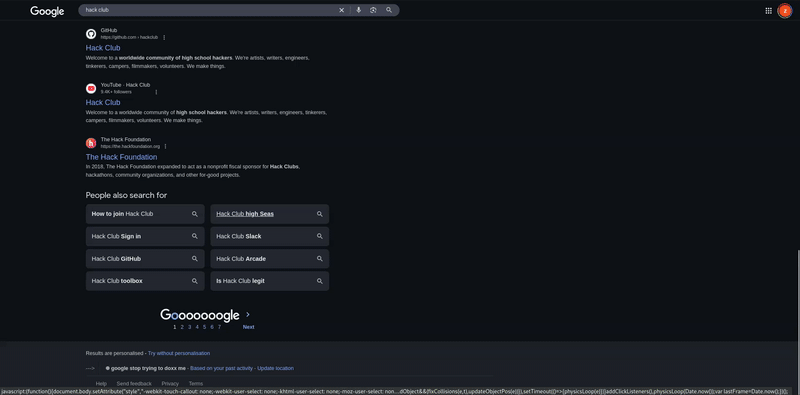 Google
hack club
GitHub
https://github.com › hackclub
Hack Club
Welcome to a worldwide community of high school hackers. We're artists, writers, engineers,
tinkerers, campers, filmmakers, volunteers. We make things.
YouTube · Hack Club
9.4K+ followers
Hack Club
Welcome to a worldwide community of high school hackers. We're artists, writers, engineers, tinkerers,
campers, filmmakers, volunteers. We make things.
The Hack Foundation
https://the.hackfoundation.org
The Hack Foundation
In 2018, The Hack Foundation expanded to act as a nonprofit fiscal sponsor for Hack Clubs,
hackathons, community organizations, and other for-good projects.
People also search for
How to join Hack Club
Hack Club high Seas
Hack Club Sign in
Hack Club Slack
Hack Club GitHub
Hack Club Arcade
Hack Club toolbox
Is Hack Club legit
Goooooooogle >
1 2 3 4 5 6 7 Next
Results are personalised - Try without personalisation
---> google stop trying to doxx me - Based on your past activity - Update location
Help Send feedback Privacy Terms
javascript:(function(){document.body.setAttribute("style","-webkit-touch-callout: none;-webkit-user-select: none;-khtml-user-select: none;-moz-user-select: non...dObject&&(fixCollisions(e,t),updateObjPos(e))}),setTimeout(()=>{physicsLoop(e)})}addClickListeners(),physicsLoop(Date.now());var lastFrame=Date.now();})();